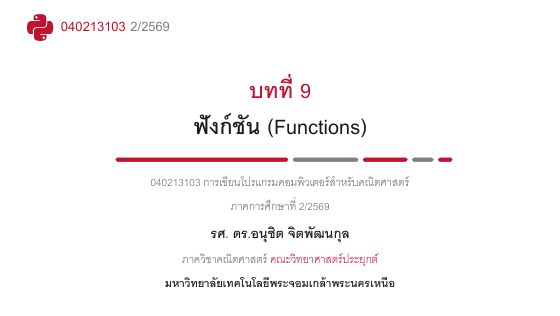 040213103 2/2569
บทที่ 9
ฟังก์ชัน (Functions)
040213103 การเขียนโปรแกรมคอมพิวเตอร์สำหรับคณิตศาสตร์
ภาคการศึกษาที่ 2/2569
รศ. ดร.อนุชิต จิตพัฒนกุล
ภาควิชาคณิตศาสตร์ คณะวิทยาศาสตร์ประยุกต์
มหาวิทยาลัยเทคโนโลยีพระจอมเกล้าพระนครเหนือ